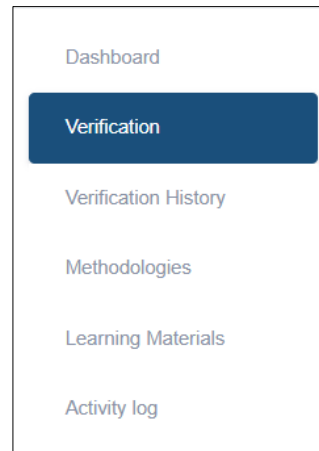 Dashboard
Verification
Verification History
Methodologies
Learning Materials
Activity log